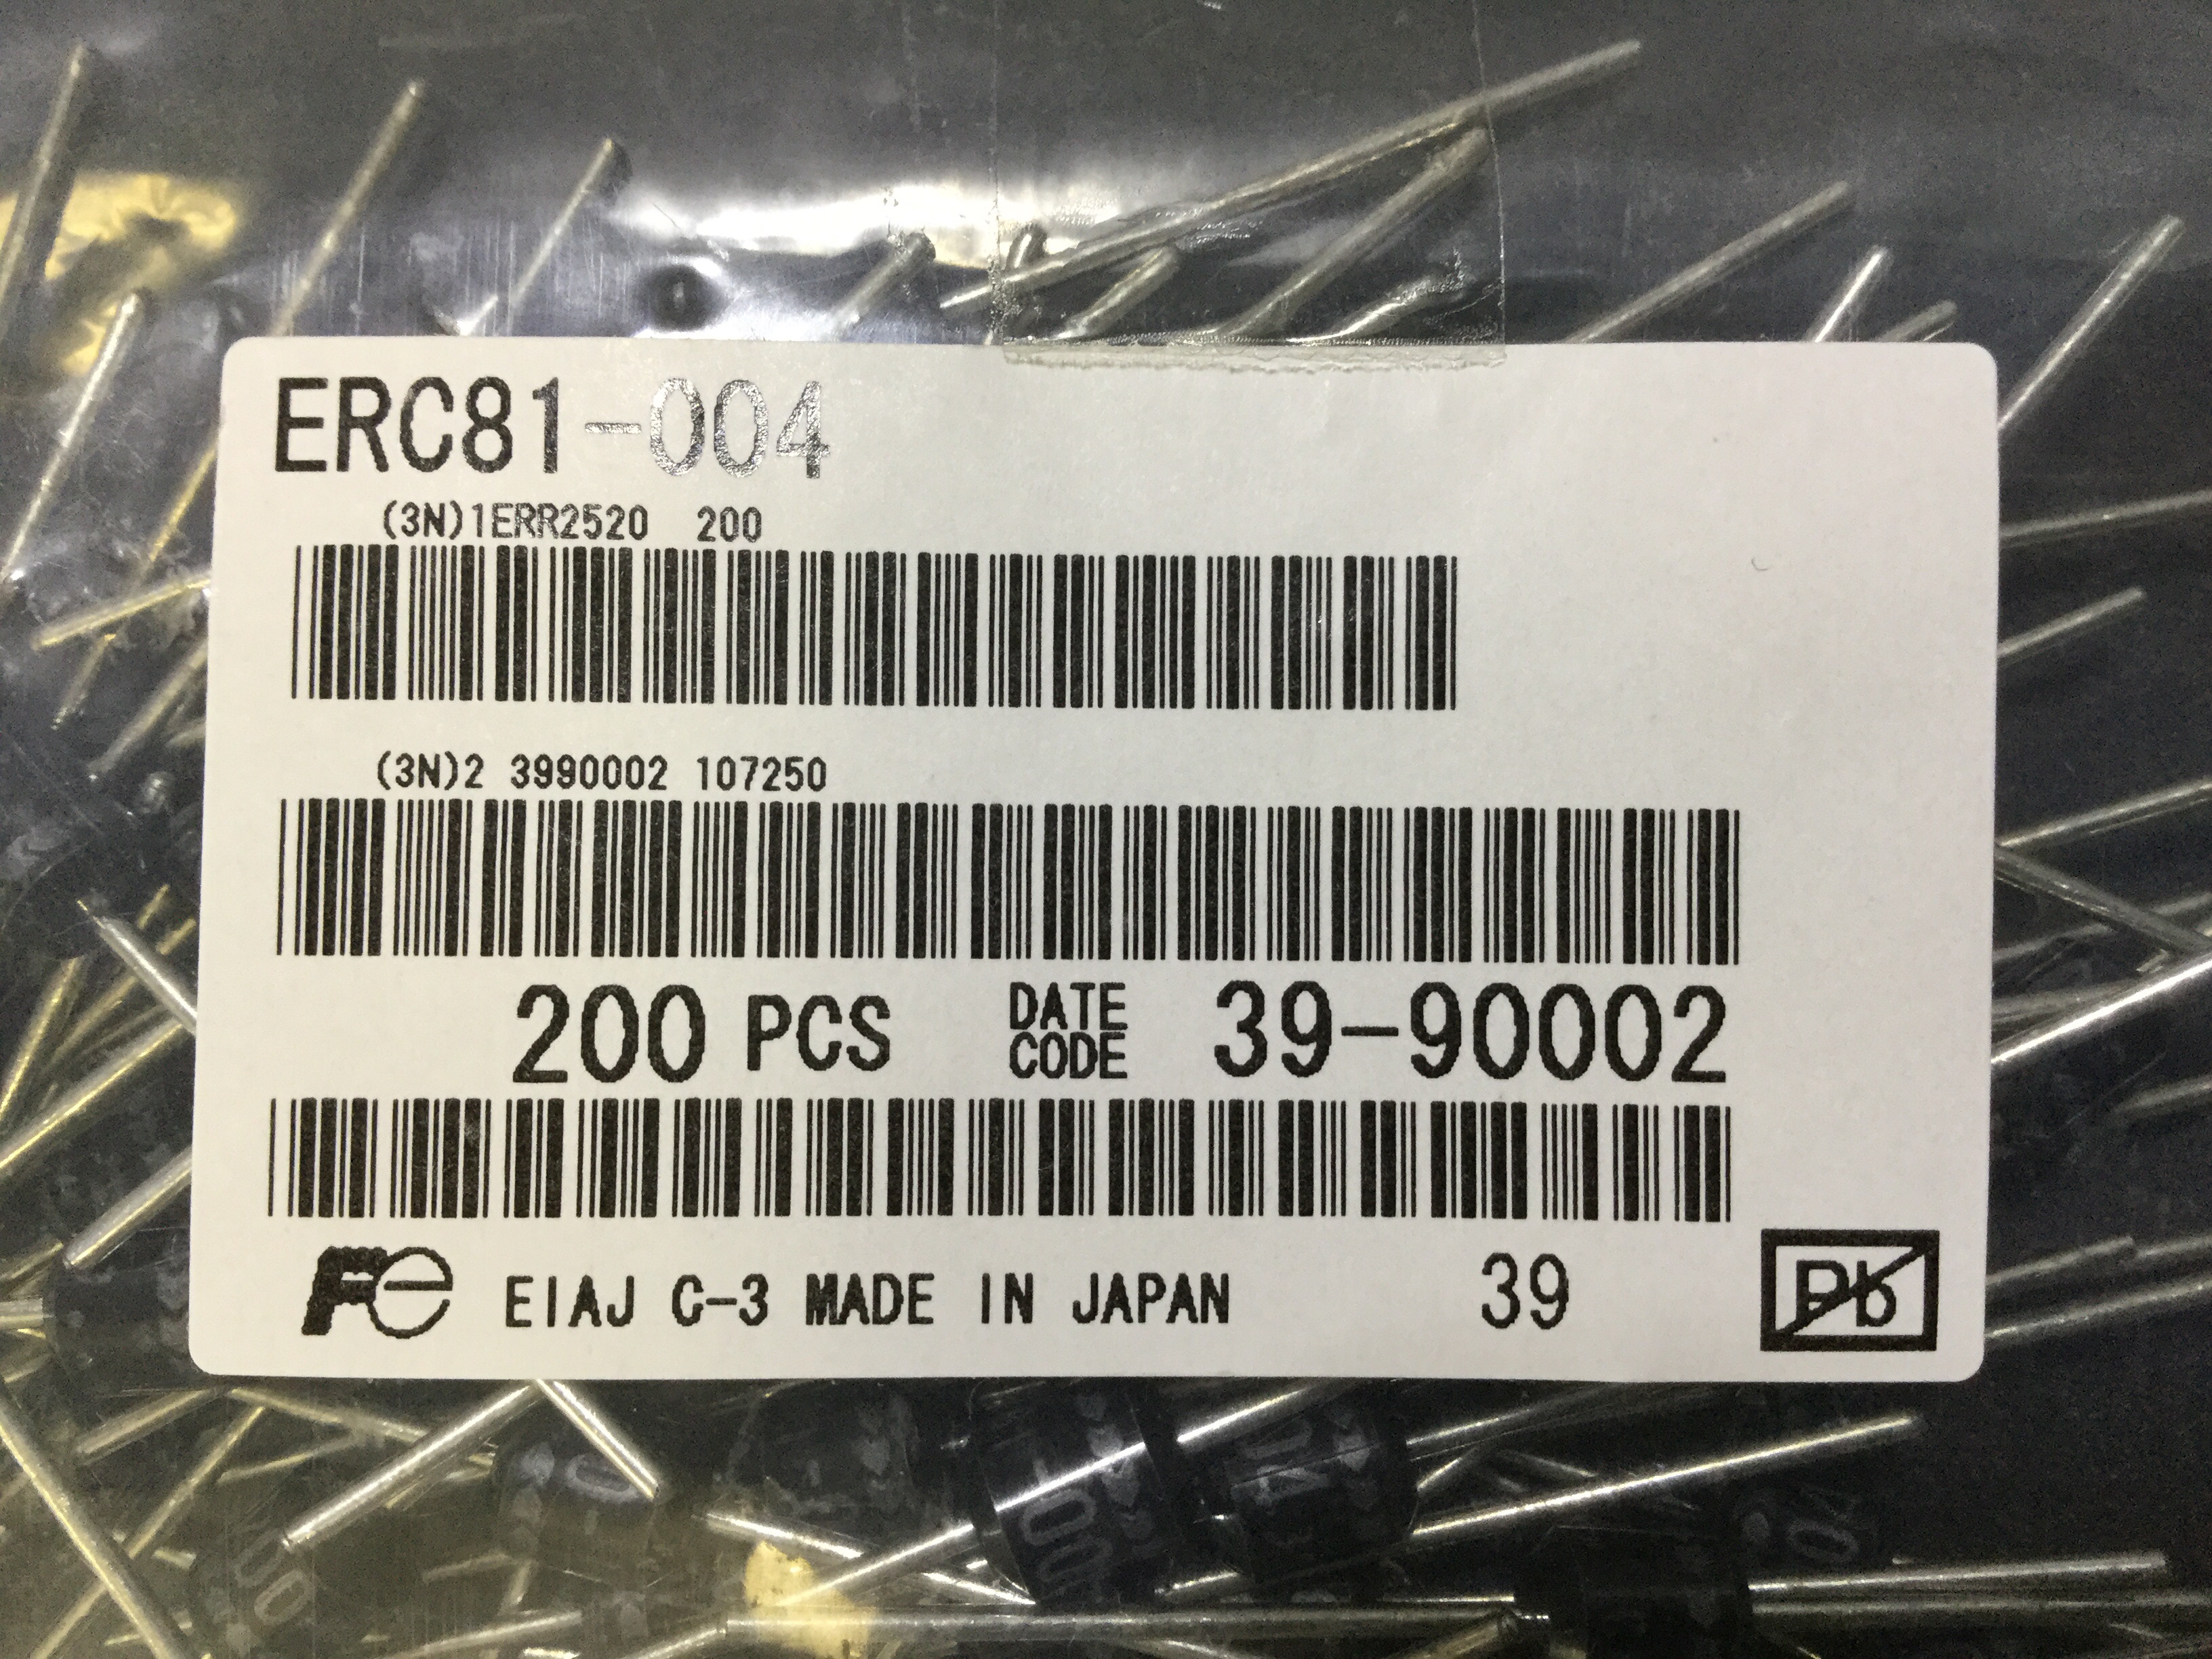 ERC81-004
(3N)1ERR2520 200
(3N)2 3990002 107250
200 PCS DATE CODE 39-90002
Fe EIAJ C-3 MADE IN JAPAN 39 Pb